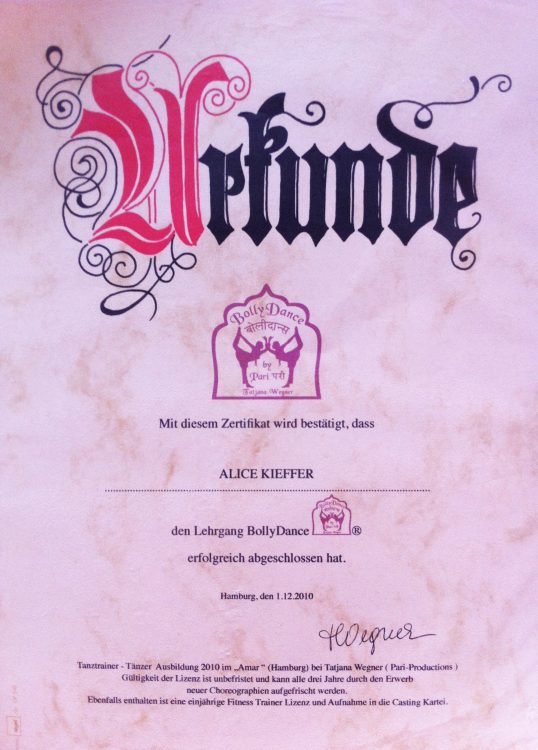 Urkunde
BollyDance
बोलीदान्स
by
Pari परी
Tatjana Wegner
Mit diesem Zertifikat wird bestätigt, dass
ALICE KIEFFER
den Lehrgang BollyDance BollyDance ®
erfolgreich abgeschlossen hat.
Hamburg, den 1.12.2010
Wegner
Tanztrainer - Tänzer Ausbildung 2010 im „Amar “ (Hamburg) bei Tatjana Wegner ( Pari-Productions )
Gültigkeit der Lizenz ist unbefristet und kann alle drei Jahre durch den Erwerb
neuer Choreographien aufgefrischt werden.
Ebenfalls enthalten ist eine einjährige Fitness Trainer Lizenz und Aufnahme in die Casting Kartei.